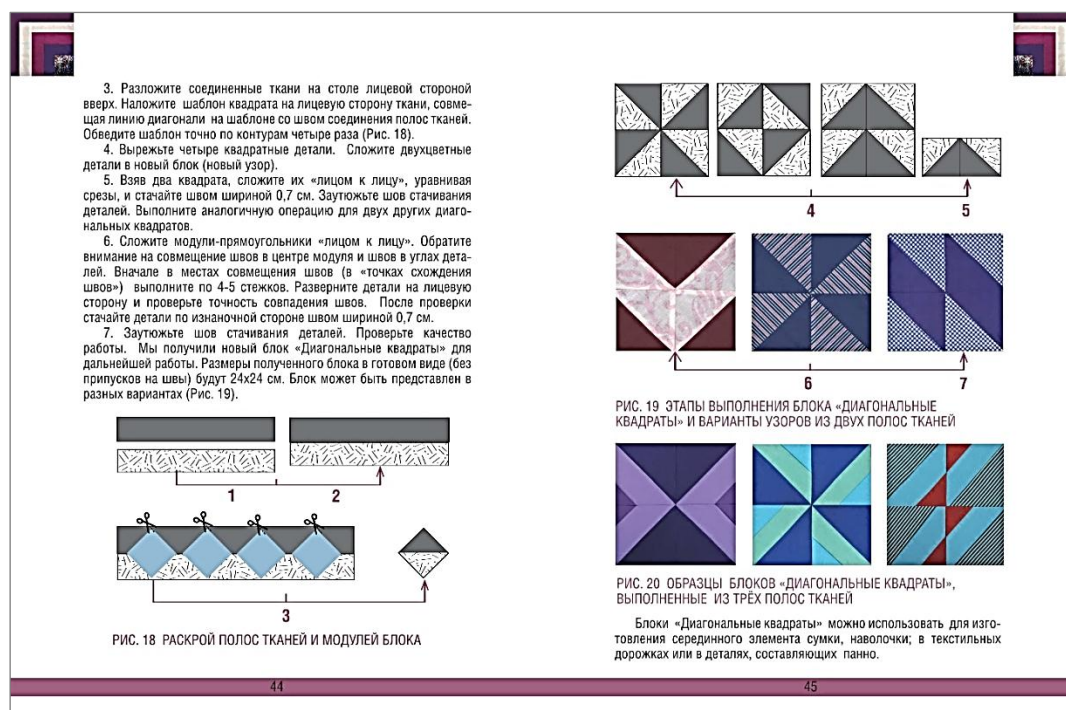 3. Разложите соединенные ткани на столе лицевой стороной
вверх. Наложите шаблон квадрата на лицевую сторону ткани, совме-
щая линию диагонали на шаблоне со швом соединения полос тканей.
Обведите шаблон точно по контурам четыре раза (Рис. 18).
4. Вырежьте четыре квадратные детали. Сложите двухцветные
детали в новый блок (новый узор).
5. Взяв два квадрата, сложите их «лицом к лицу», уравнивая
срезы, и стачайте швом шириной 0,7 см. Заутюжьте шов стачивания
деталей. Выполните аналогичную операцию для двух других диаго-
нальных квадратов.
6. Сложите модули-прямоугольники «лицом к лицу». Обратите
внимание на совмещение швов в центре модуля и швов в углах дета-
лей. Вначале в местах совмещения швов (в «точках схождения
швов») выполните по 4-5 стежков. Разверните детали на лицевую
сторону и проверьте точность совпадения швов. После проверки
стачайте детали по изнаночной стороне швом шириной 0,7 см.
7. Заутюжьте шов стачивания деталей. Проверьте качество
работы. Мы получили новый блок «Диагональные квадраты» для
дальнейшей работы. Размеры полученного блока в готовом виде (без
припусков на швы) будут 24х24 см. Блок может быть представлен в
разных вариантах (Рис. 19).
1 2
3
РИС. 18 РАСКРОЙ ПОЛОС ТКАНЕЙ И МОДУЛЕЙ БЛОКА
44
4 5
6 7
РИС. 19 ЭТАПЫ ВЫПОЛНЕНИЯ БЛОКА «ДИАГОНАЛЬНЫЕ
КВАДРАТЫ» И ВАРИАНТЫ УЗОРОВ ИЗ ДВУХ ПОЛОС ТКАНЕЙ
РИС. 20 ОБРАЗЦЫ БЛОКОВ «ДИАГОНАЛЬНЫЕ КВАДРАТЫ»,
ВЫПОЛНЕННЫЕ ИЗ ТРЁХ ПОЛОС ТКАНЕЙ
Блоки «Диагональные квадраты» можно использовать для изго-
товления серединного элемента сумки, наволочки; в текстильных
дорожках или в деталях, составляющих панно.
45